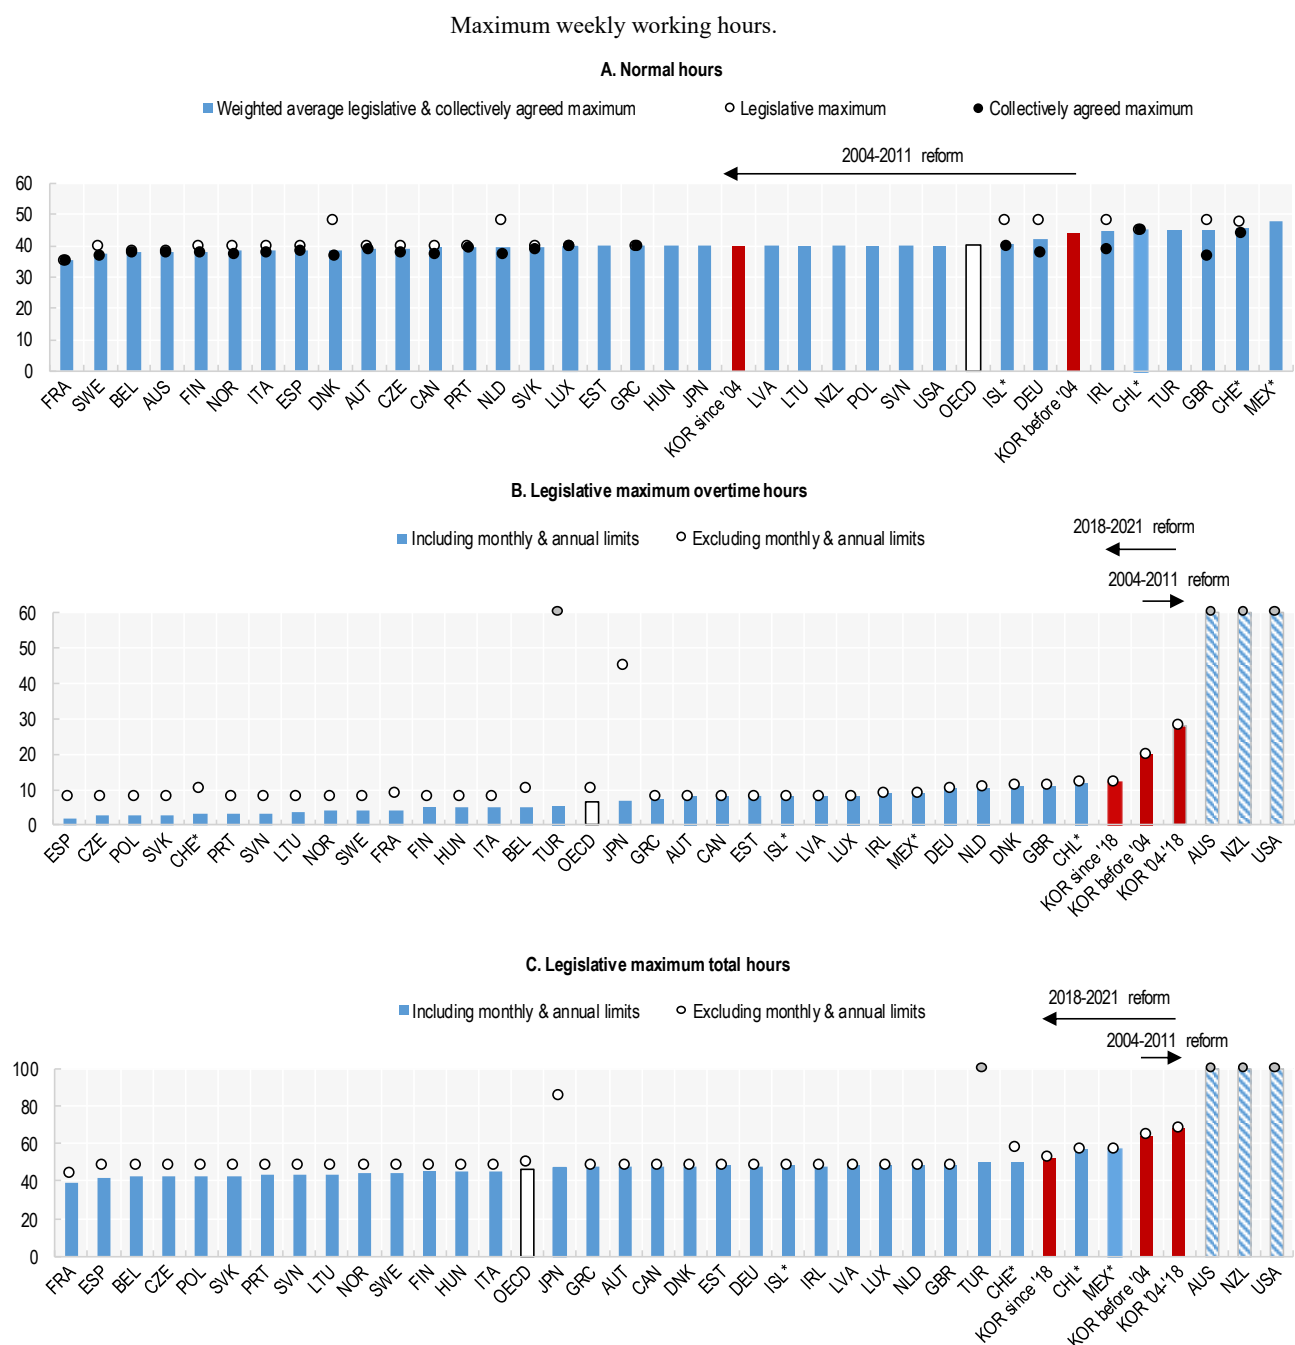 Maximum weekly working hours.
A. Normal hours
Weighted average legislative & collectively agreed maximum
Legislative maximum
Collectively agreed maximum
2004-2011 reform
60
50
40
30
20
10
0
FRA
SWE
BEL
AUS
FIN
NOR
ITA
ESP
DNK
AUT
CZE
CAN
PRT
NLD
SVK
LUX
EST
GRC
HUN
JPN
KOR since '04
LVA
LTU
NZL
POL
SVN
USA
OECD
ISL*
DEU
KOR before '04
IRL
CHL*
TUR
GBR
CHE*
MEX*
B. Legislative maximum overtime hours
Including monthly & annual limits
Excluding monthly & annual limits
2018-2021 reform
2004-2011 reform
60
50
40
30
20
10
0
ESP
CZE
POL
SVK
CHE*
PRT
SVN
LTU
NOR
SWE
FRA
FIN
HUN
ITA
BEL
TUR
OECD
JPN
GRC
AUT
CAN
EST
ISL*
LVA
LUX
IRL
MEX*
DEU
NLD
DNK
GBR
CHL*
KOR since '18
KOR before '04
KOR '04-'18
AUS
NZL
USA
C. Legislative maximum total hours
Including monthly & annual limits
Excluding monthly & annual limits
2018-2021 reform
2004-2011 reform
100
80
60
40
20
0
FRA
ESP
BEL
CZE
POL
SVK
PRT
SVN
LTU
NOR
SWE
FIN
HUN
ITA
OECD
JPN
GRC
AUT
CAN
DNK
EST
DEU
ISL*
IRL
LVA
LUX
NLD
GBR
TUR
CHE*
KOR since '18
CHL*
MEX*
KOR before '04
KOR '04-'18
AUS
NZL
USA